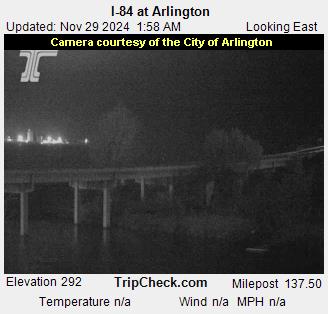 I-84 at Arlington
Updated: Nov 29 2024 1:58 AM Looking East
Camera courtesy of the City of Arlington
Elevation 292 TripCheck.com Milepost 137.50
Temperature n/a Wind n/a MPH n/a